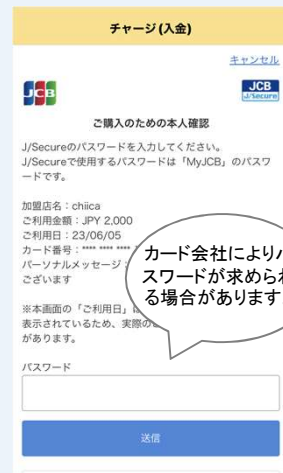 チャージ(入金)
キャンセル
JCB
JCB
J/Secure
ご購入のための本人確認
J/Secureのパスワードを入力してください。
J/Secureで使用するパスワードは「MyJCB」のパスワ
ードです。
加盟店名：chiica
ご利用金額：JPY 2,000
ご利用日：23/06/05
カード番号：**** **** ****
パーソナルメッセージ：
ございます
カード会社によりパ
スワードが求められ
る場合があります
※本画面の「ご利用日」は
表示されているため、実際の
があります。
パスワード
送信